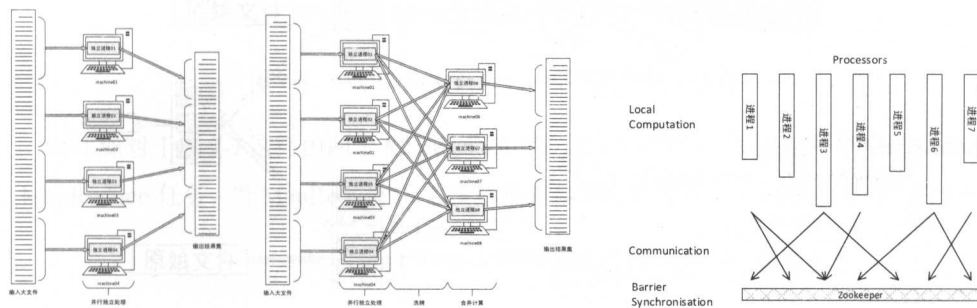 独立进程01
machine01
独立进程02
machine02
独立进程03
machine03
独立进程04
machine04
输入大文件
并行独立处理
输出结果集
独立进程01
machine01
独立进程02
machine02
独立进程03
machine03
独立进程04
machine04
独立进程06
machine06
独立进程07
machine07
独立进程08
machine08
输入大文件
并行独立处理
洗牌
合并计算
输出结果集
Processors
Local
Computation
进程1
进程2
进程3
进程4
进程5
进程6
进程7
Communication
Barrier
Synchronisation
Zookeeper
原始文件